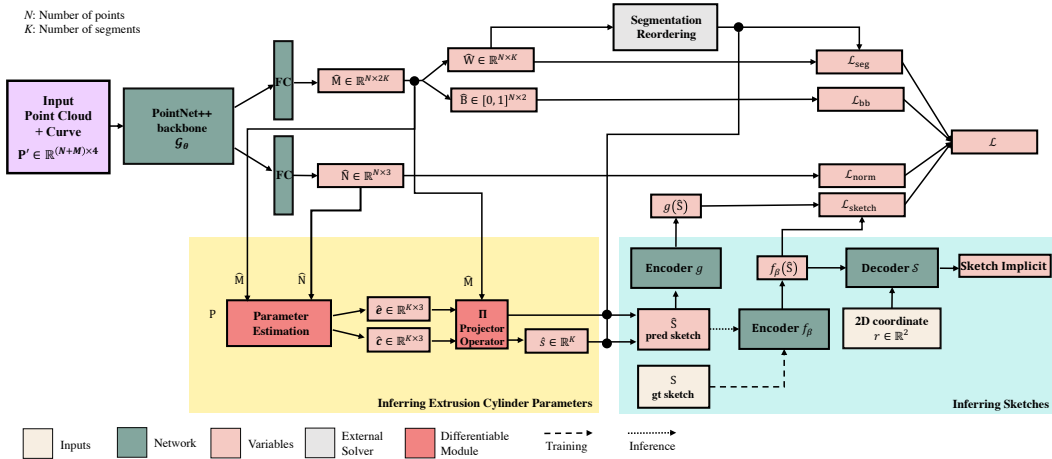 N: Number of points
K: Number of segments
Segmentation
Reordering
FC
M̂ ∈ ℝ^{N×2K}
Ŵ ∈ ℝ^{N×K}
ℒ_seg
Input
Point Cloud
+ Curve
P′ ∈ ℝ^{(N+M)×4}
PointNet++
backbone
𝒢_θ
B̂ ∈ [0, 1]^{N×2}
ℒ_bb
ℒ
FC
N̂ ∈ ℝ^{N×3}
ℒ_norm
g(Ŝ)
ℒ_sketch
M̂
N̂
M̂
Encoder g
f_β(Ŝ)
Decoder 𝒮
Sketch Implicit
P
Parameter
Estimation
ê ∈ ℝ^{K×3}
ĉ ∈ ℝ^{K×3}
Π
Projector
Operator
ŝ ∈ ℝ^K
Ŝ
pred sketch
Encoder f_β
2D coordinate
r ∈ ℝ^2
S
gt sketch
Inferring Extrusion Cylinder Parameters
Inferring Sketches
Inputs
Network
Variables
External
Solver
Differentiable
Module
Training
Inference